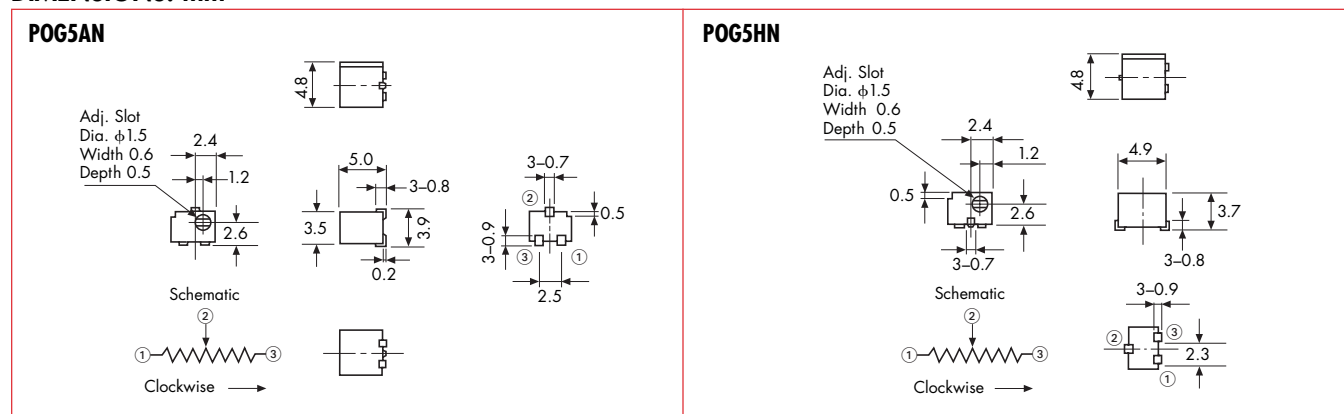 POG5AN
4.8
Adj. Slot
Dia. ϕ1.5
Width 0.6
Depth 0.5
2.4
1.2
2.6
5.0
3–0.8
3.5
3.9
0.2
3–0.7
②
0.5
3–0.9
③
①
2.5
Schematic
②
①
③
Clockwise
POG5HN
4.8
Adj. Slot
Dia. ϕ1.5
Width 0.6
Depth 0.5
2.4
1.2
0.5
2.6
3–0.7
4.9
3.7
3–0.8
Schematic
②
①
③
Clockwise
3–0.9
②
③
2.3
①